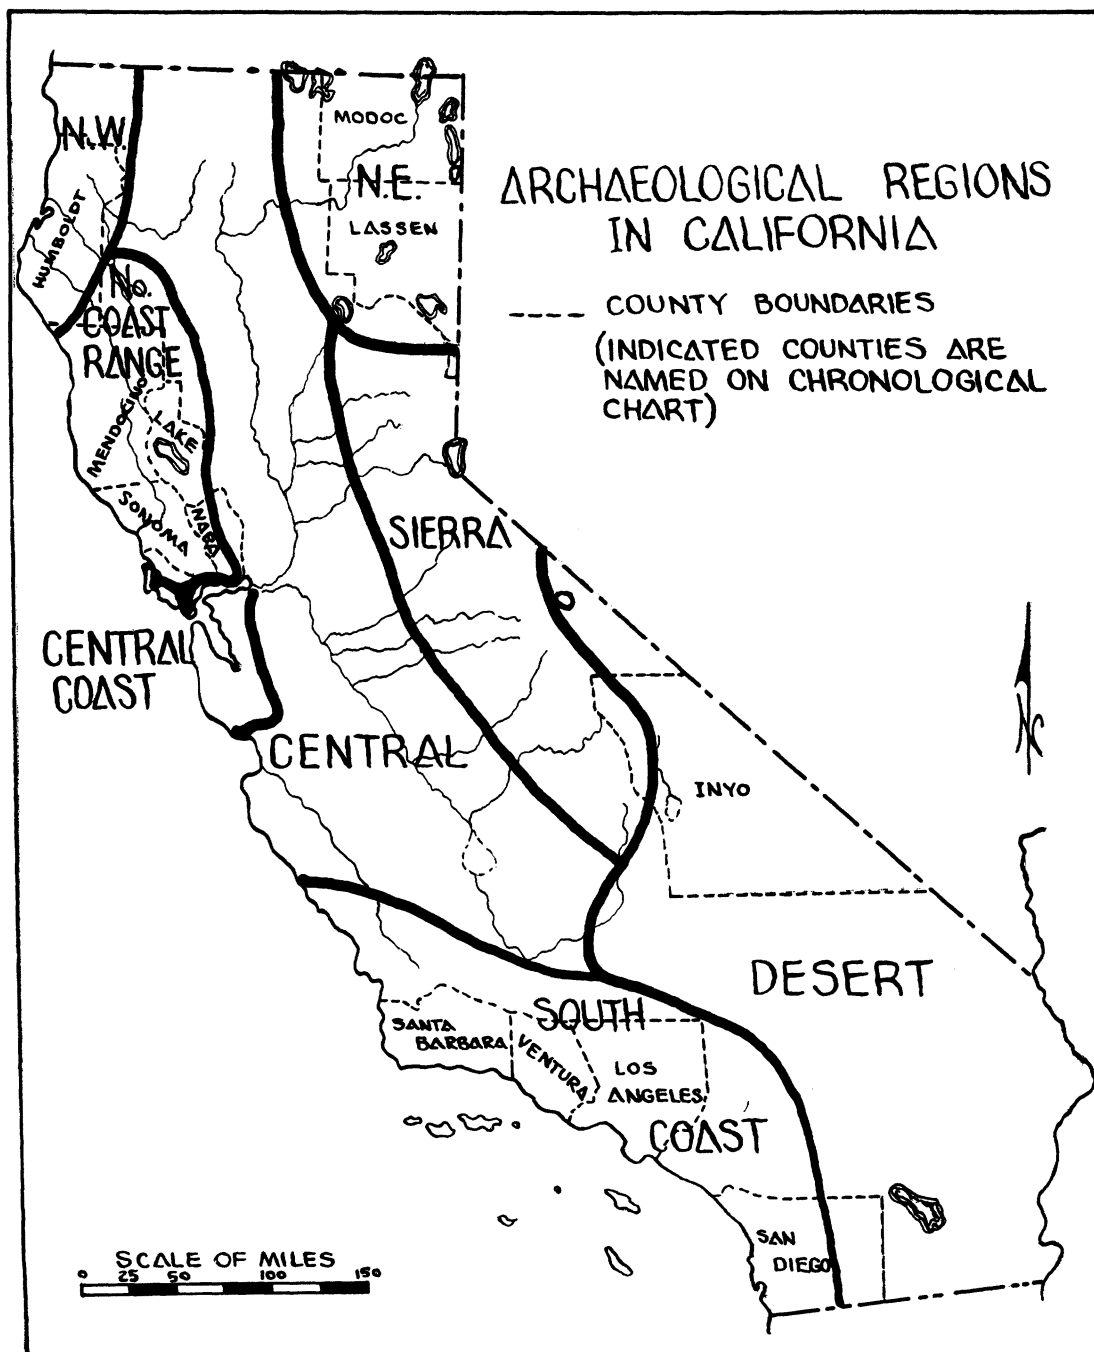 ARCHAEOLOGICAL REGIONS
IN CALIFORNIA
---- COUNTY BOUNDARIES
(INDICATED COUNTIES ARE
NAMED ON CHRONOLOGICAL
CHART)
N.W.
MODOC
N.E.
LASSEN
HUMBOLDT
No.
COAST
RANGE
MENDOCINO
LAKE
SONOMA
NAPA
SIERRA
CENTRAL
COAST
CENTRAL
INYO
DESERT
SOUTH
COAST
SANTA
BARBARA
VENTURA
LOS
ANGELES
SAN
DIEGO
N
SCALE OF MILES
0 25 50 100 150